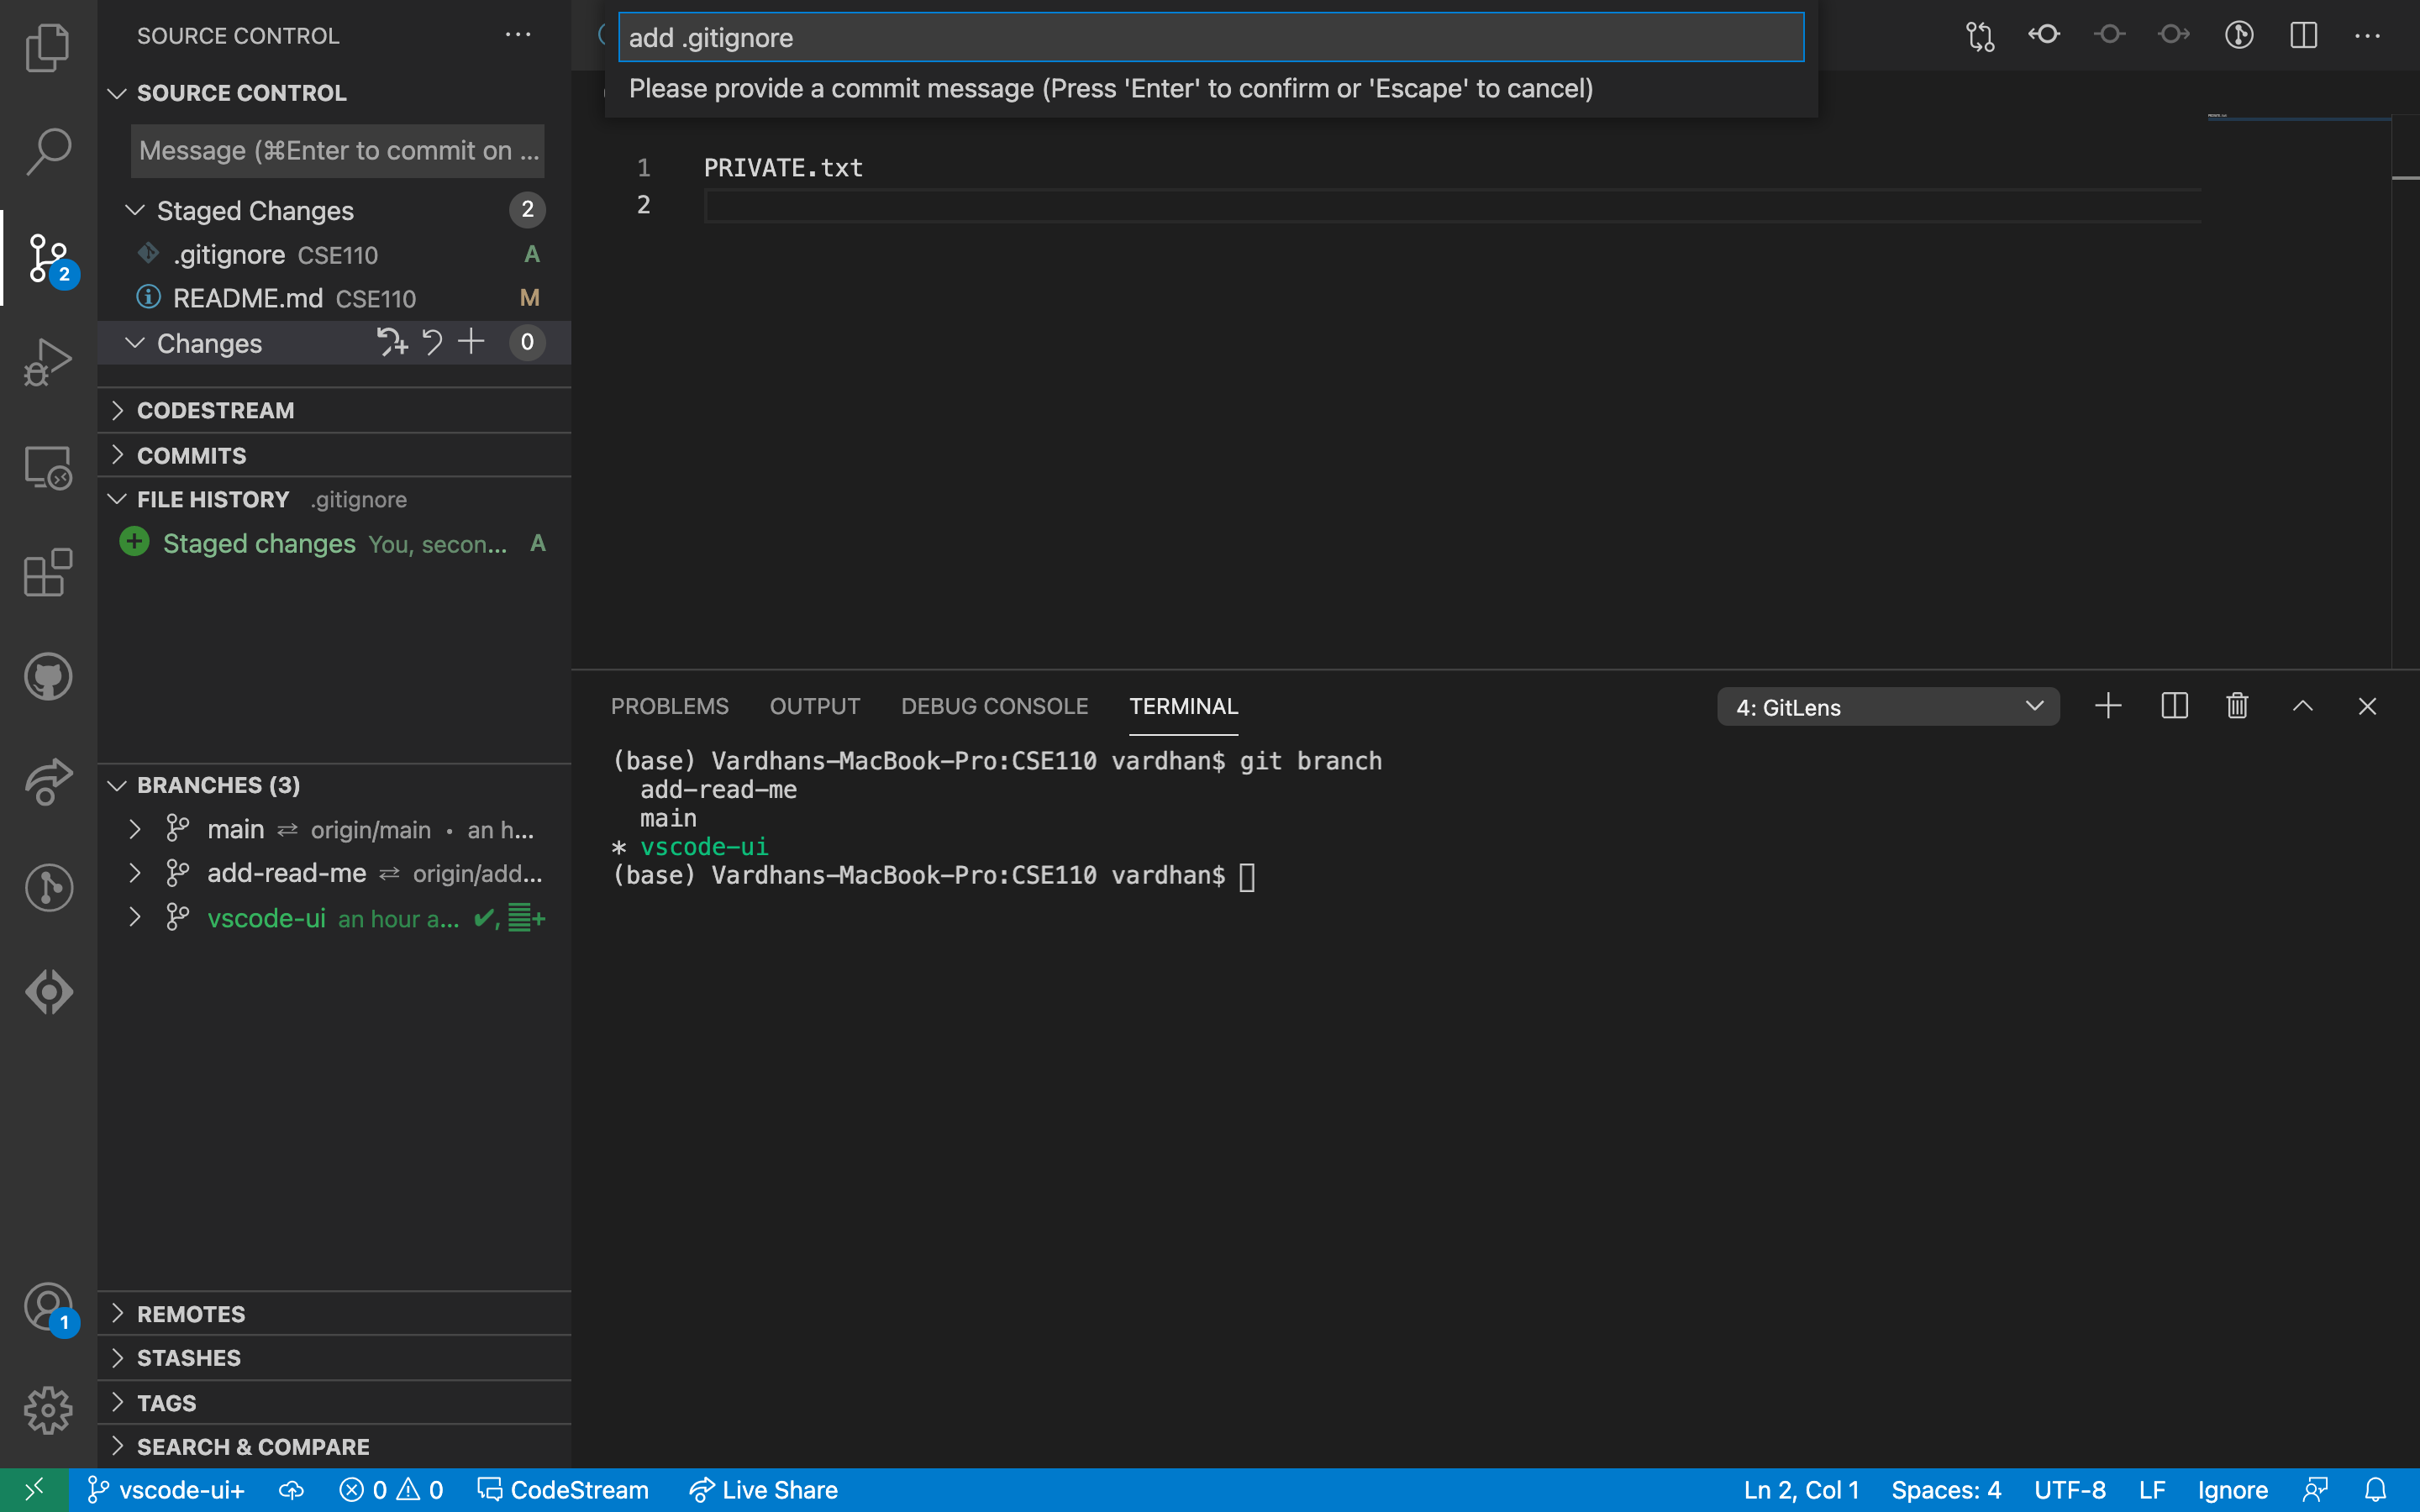 SOURCE CONTROL
SOURCE CONTROL
Message (⌘Enter to commit on ...
Staged Changes 2
.gitignore CSE110 A
README.md CSE110 M
Changes 0
CODESTREAM
COMMITS
FILE HISTORY .gitignore
Staged changes You, secon... A
BRANCHES (3)
main ⇄ origin/main • an h...
add-read-me ⇄ origin/add...
vscode-ui an hour a... ✔,
REMOTES
STASHES
TAGS
SEARCH & COMPARE
2
1
add .gitignore
Please provide a commit message (Press 'Enter' to confirm or 'Escape' to cancel)
1 PRIVATE.txt
2
PROBLEMS OUTPUT DEBUG CONSOLE TERMINAL 4: GitLens
(base) Vardhans-MacBook-Pro:CSE110 vardhan$ git branch
add-read-me
main
* vscode-ui
(base) Vardhans-MacBook-Pro:CSE110 vardhan$
vscode-ui+ 0 0 CodeStream Live Share Ln 2, Col 1 Spaces: 4 UTF-8 LF Ignore